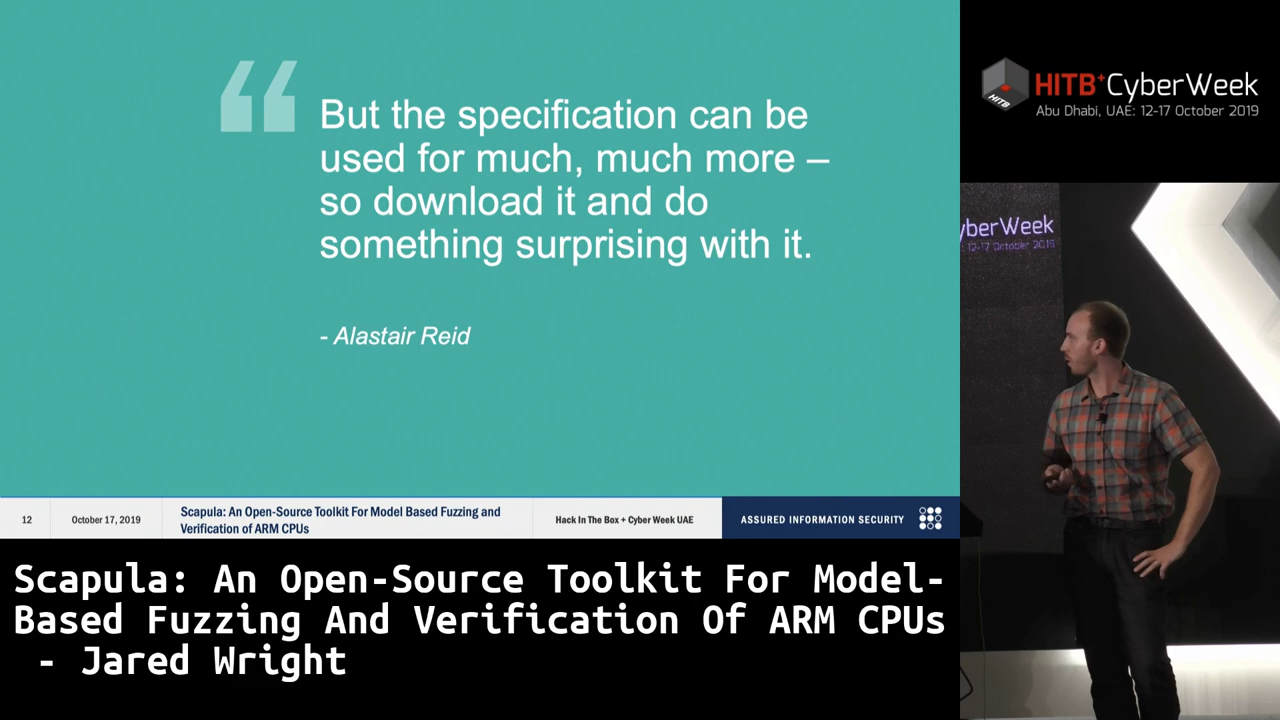 “
But the specification can be
used for much, much more –
so download it and do
something surprising with it.
- Alastair Reid
12
October 17, 2019
Scapula: An Open-Source Toolkit For Model Based Fuzzing and
Verification of ARM CPUs
Hack In The Box + Cyber Week UAE
ASSURED INFORMATION SECURITY
Scapula: An Open-Source Toolkit For Model-
Based Fuzzing And Verification Of ARM CPUs
- Jared Wright
HITB
HITB+CyberWeek
Abu Dhabi, UAE: 12-17 October 2019
yberWeek
: 12-17 October 2019